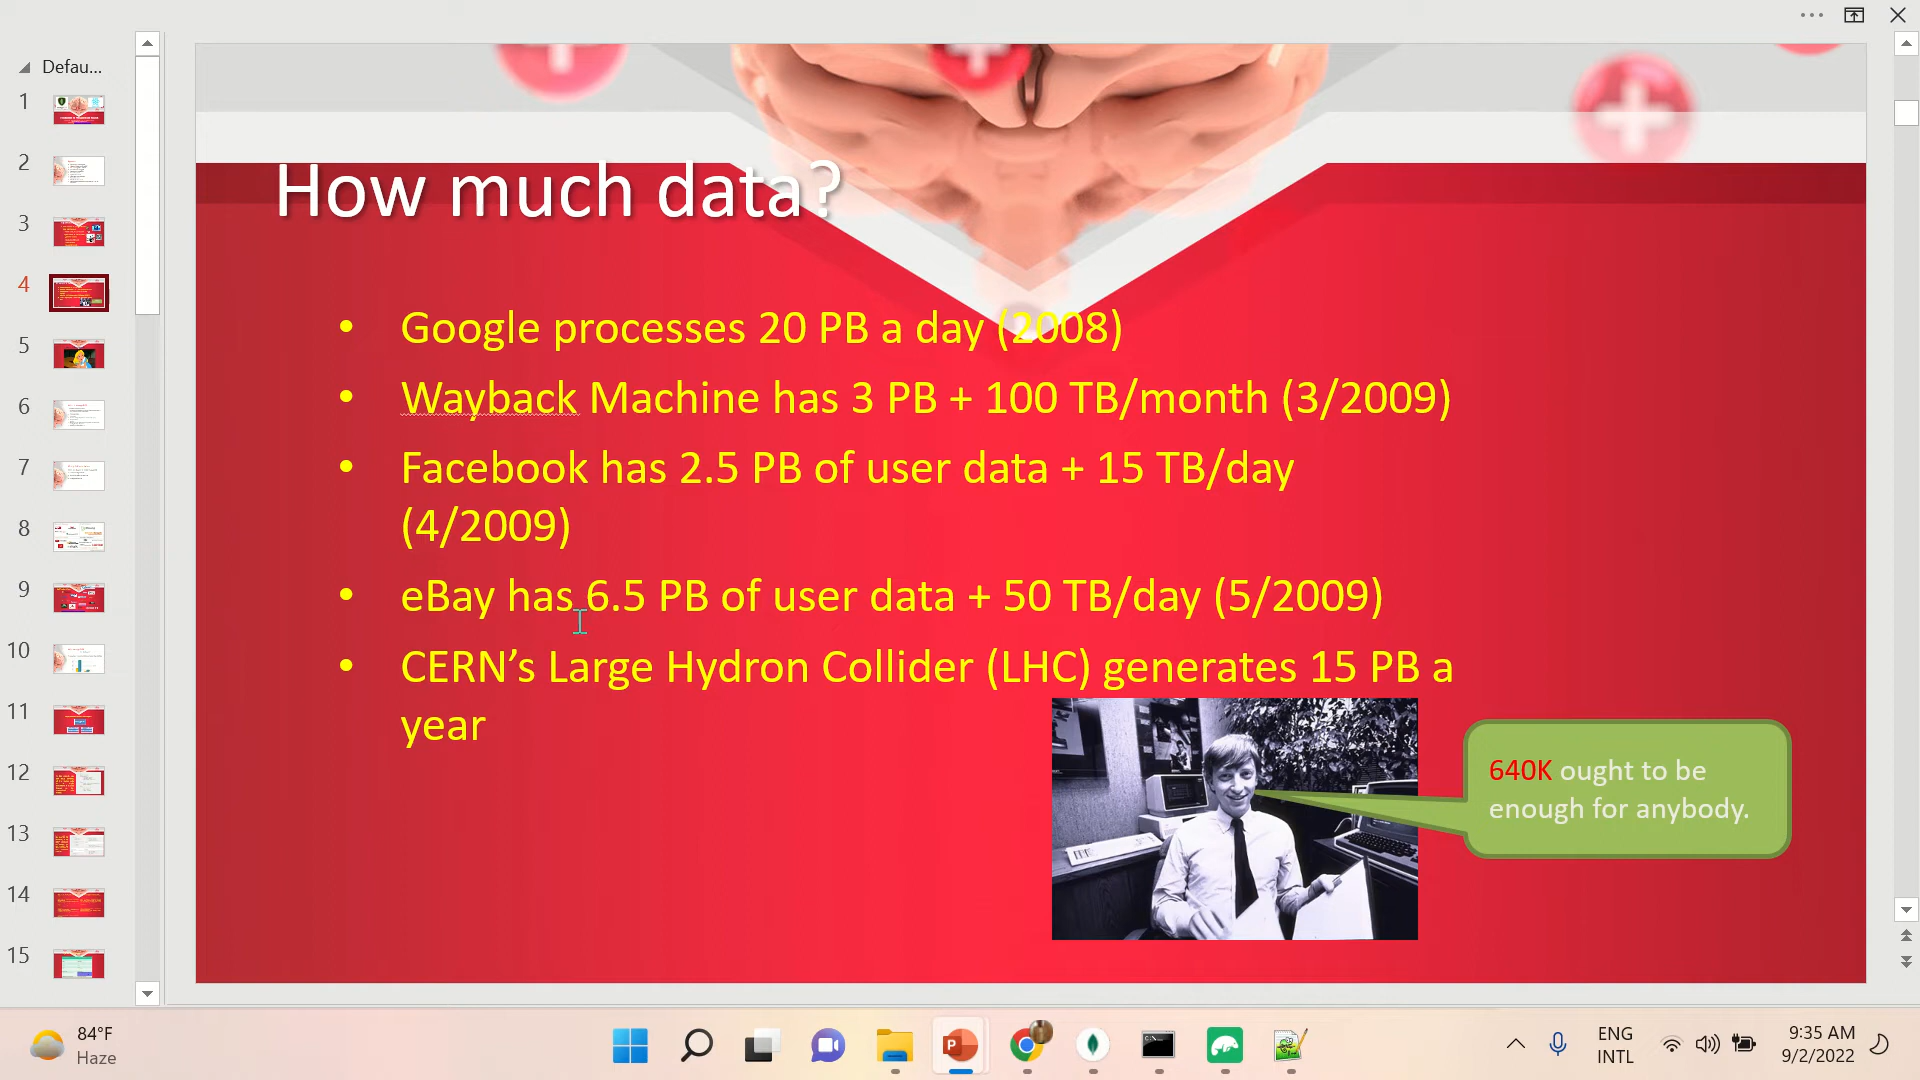 Defau...
1
2
3
4
5
6
7
8
9
10
11
12
13
14
15
How much data?
• Google processes 20 PB a day (2008)
• Wayback Machine has 3 PB + 100 TB/month (3/2009)
• Facebook has 2.5 PB of user data + 15 TB/day
(4/2009)
• eBay has 6.5 PB of user data + 50 TB/day (5/2009)
• CERN’s Large Hydron Collider (LHC) generates 15 PB a
year
640K ought to be
enough for anybody.
84°F
Haze
ENG
INTL
9:35 AM
9/2/2022